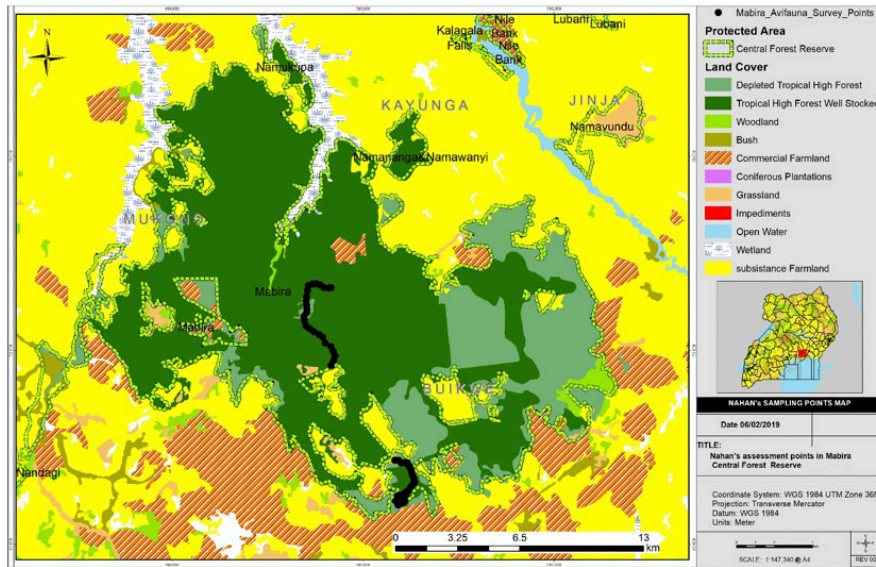 N
Nile
Bank
Kalagala
Falls
Nile
Bank
Lubani
Lubani
Namukupa
KAYUNGA
JINJA
Namavundu
Namananga&Namawanyi
MUKONO
Mabira
Mabira
BUIKWE
Nandagi
0 3.25 6.5 13
km
Mabira_Avifauna_Survey_Points
Protected Area
Central Forest Reserve
Land Cover
Depleted Tropical High Forest
Tropical High Forest Well Stocked
Woodland
Bush
Commercial Farmland
Coniferous Plantations
Grassland
Impediments
Open Water
Wetland
subsistance Farmland
NAHAN's SAMPLING POINTS MAP
Date 06/02/2019
TITLE:
Nahan's assessment points in Mabira
Central Forest Reserve
Coordinate System: WGS 1984 UTM Zone 36N
Projection: Transverse Mercator
Datum: WGS 1984
Units: Meter
SCALE: 1:147,340 @ A4
REV 00